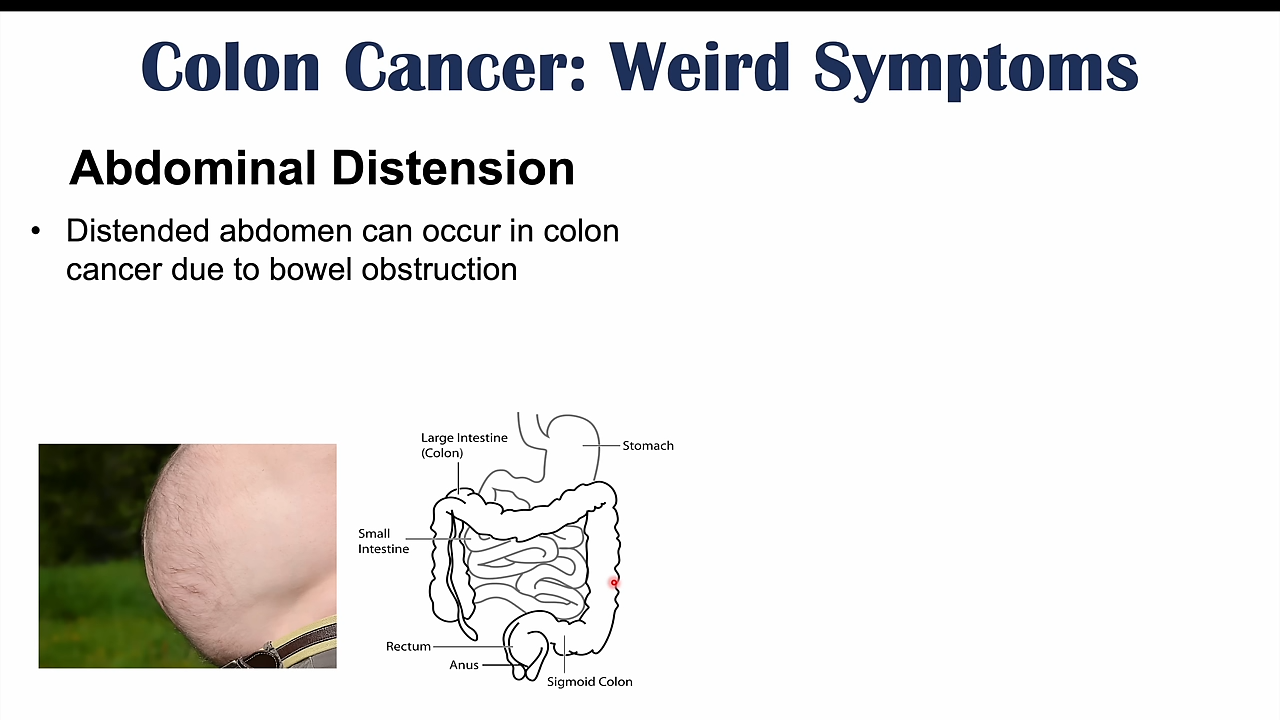 Colon Cancer: Weird Symptoms
Abdominal Distension
• Distended abdomen can occur in colon
cancer due to bowel obstruction
Large Intestine
(Colon)
Stomach
Small
Intestine
Rectum
Anus
Sigmoid Colon